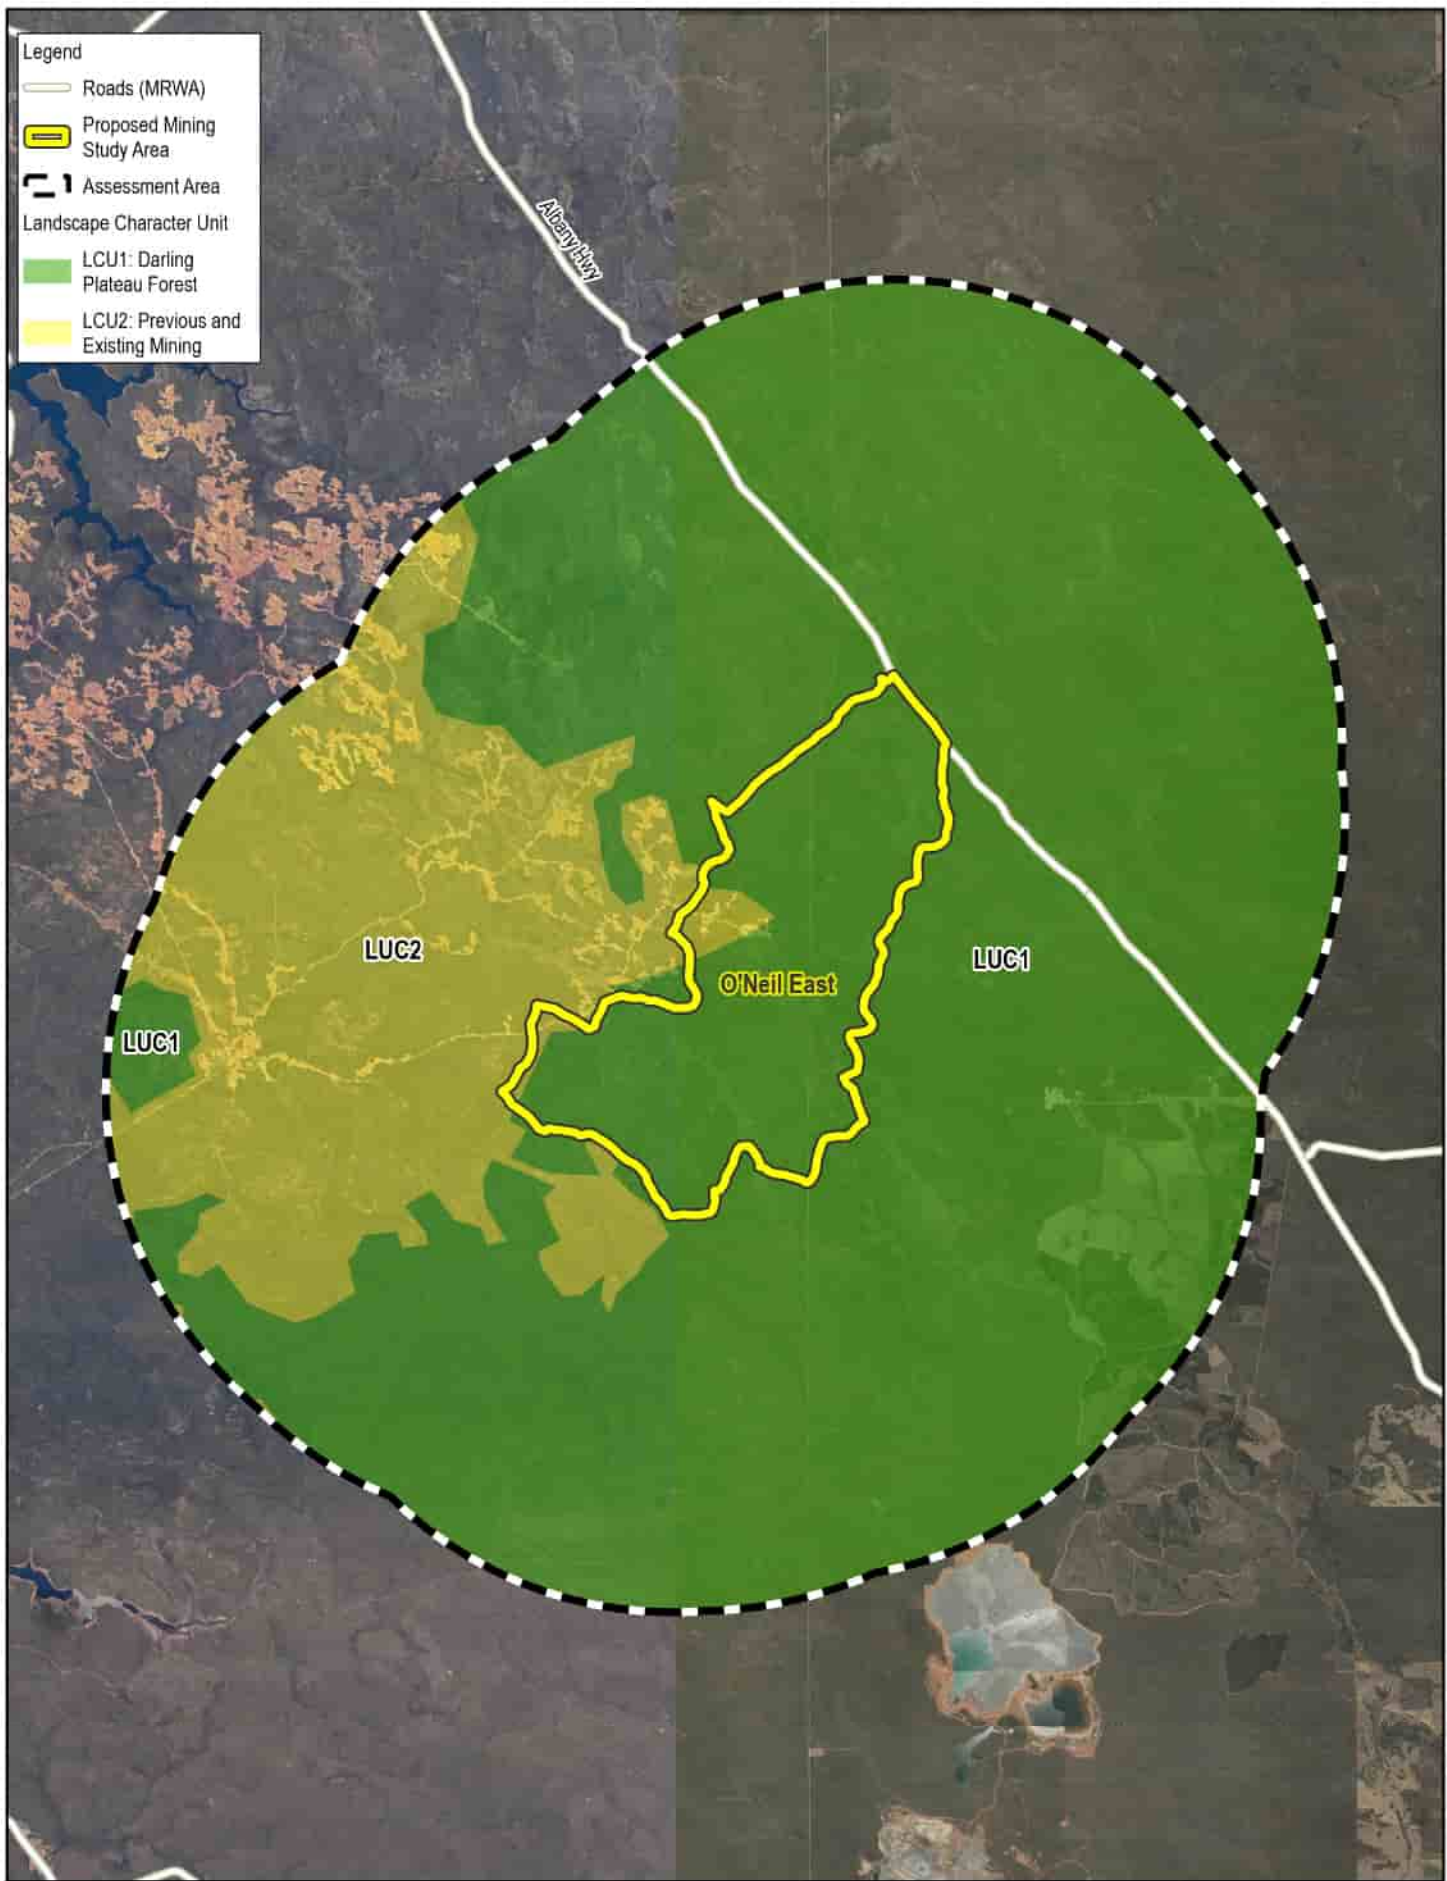 Legend
Roads (MRWA)
Proposed Mining
Study Area
Assessment Area
Landscape Character Unit
LCU1: Darling
Plateau Forest
LCU2: Previous and
Existing Mining
Albany Hwy
LUC2
LUC1
O'Neil East
LUC1